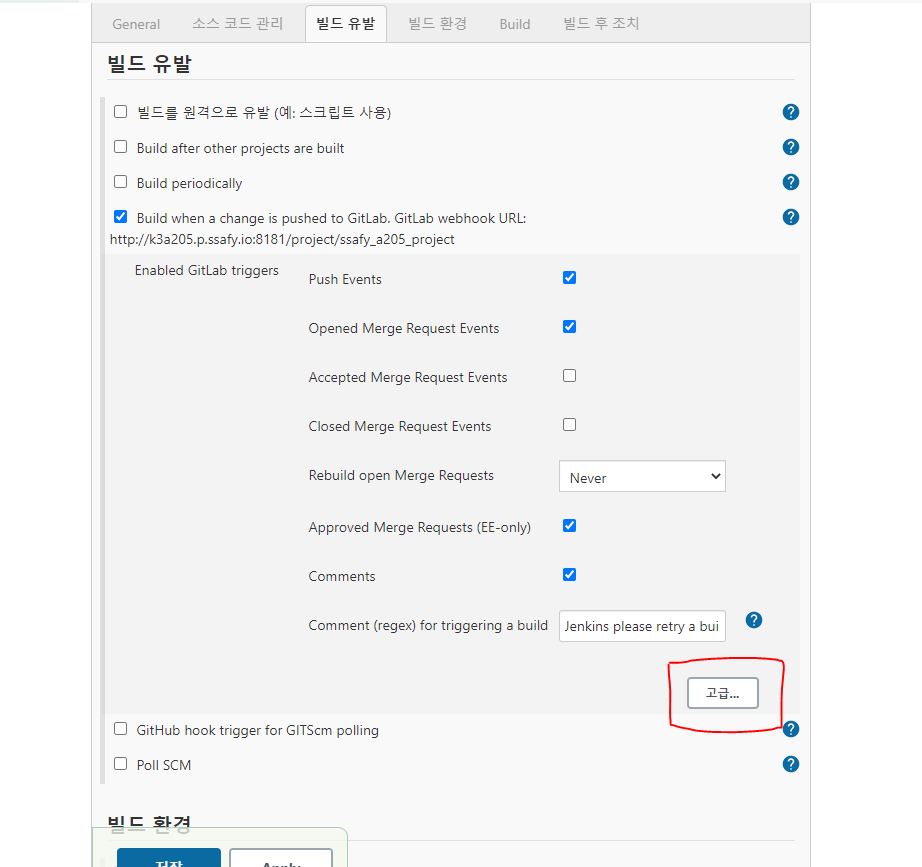 General 소스 코드 관리 빌드 유발 빌드 환경 Build 빌드 후 조치
빌드 유발
빌드를 원격으로 유발 (예: 스크립트 사용)
Build after other projects are built
Build periodically
Build when a change is pushed to GitLab. GitLab webhook URL:
http://k3a205.p.ssafy.io:8181/project/ssafy_a205_project
Enabled GitLab triggers
Push Events
Opened Merge Request Events
Accepted Merge Request Events
Closed Merge Request Events
Rebuild open Merge Requests Never
Approved Merge Requests (EE-only)
Comments
Comment (regex) for triggering a build Jenkins please retry a bui
고급...
GitHub hook trigger for GITScm polling
Poll SCM
빌드 환경
저장 Apply